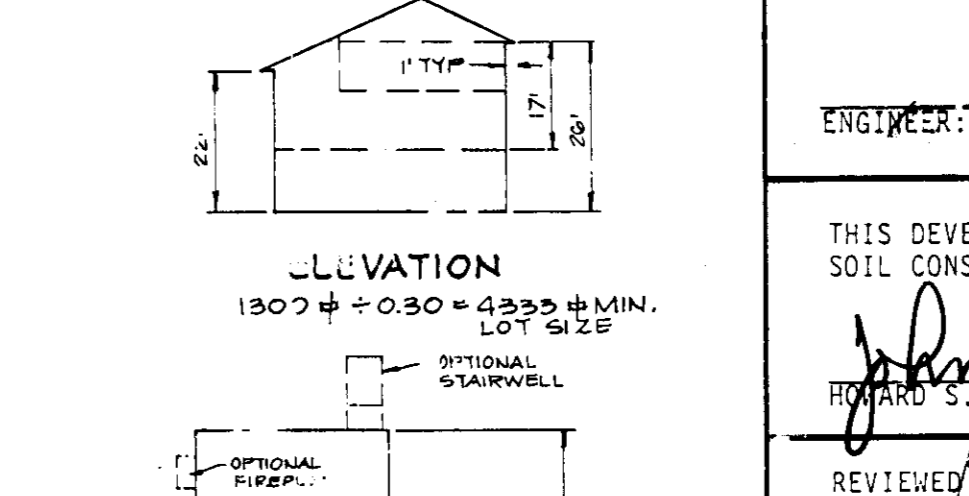 1' TYP
22'
17'
26'
ELEVATION
1300 ⌗ ÷ 0.30 = 4333 ⌗ MIN.
LOT SIZE
OPTIONAL
STAIRWELL
OPTIONAL
ENGINEER:
THIS DEVE
SOIL CONS
HOWARD S.
REVIEWED